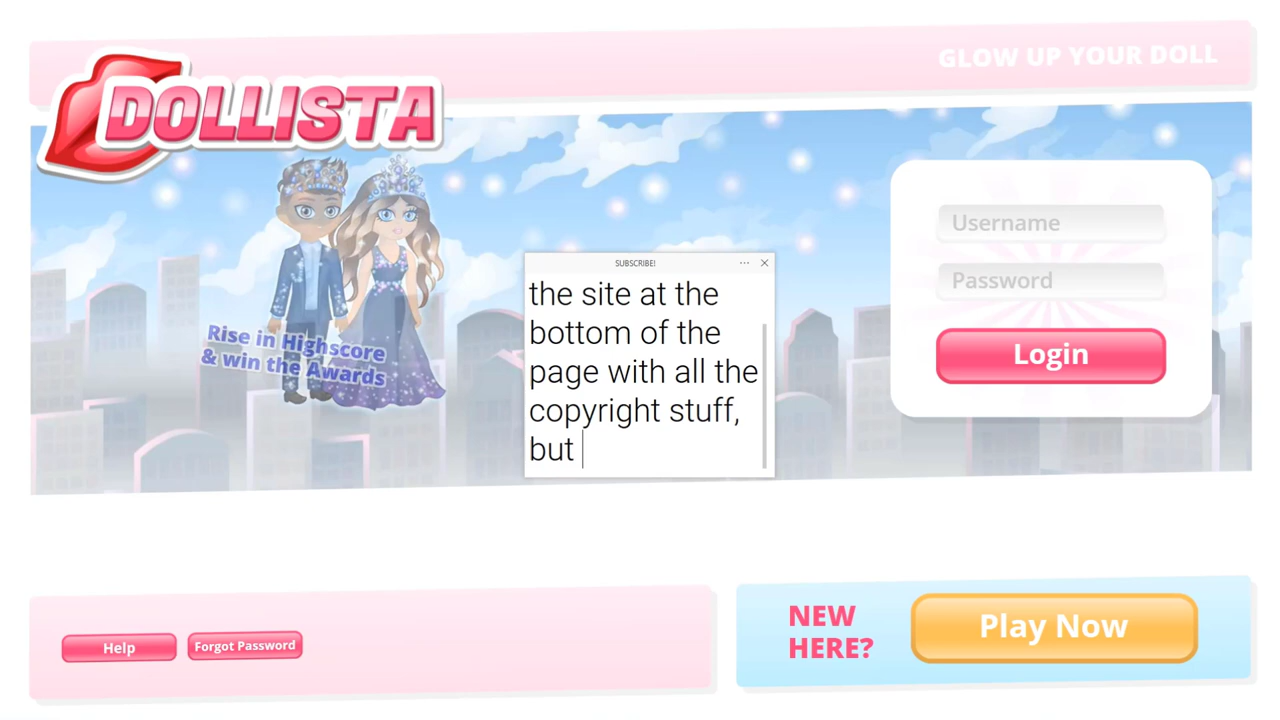 GLOW UP YOUR DOLL
DOLLISTA
Rise in Highscore
& win the Awards
SUBSCRIBE!
the site at the
bottom of the
page with all the
copyright stuff,
but
Username
Password
Login
Help
Forgot Password
NEW
HERE?
Play Now